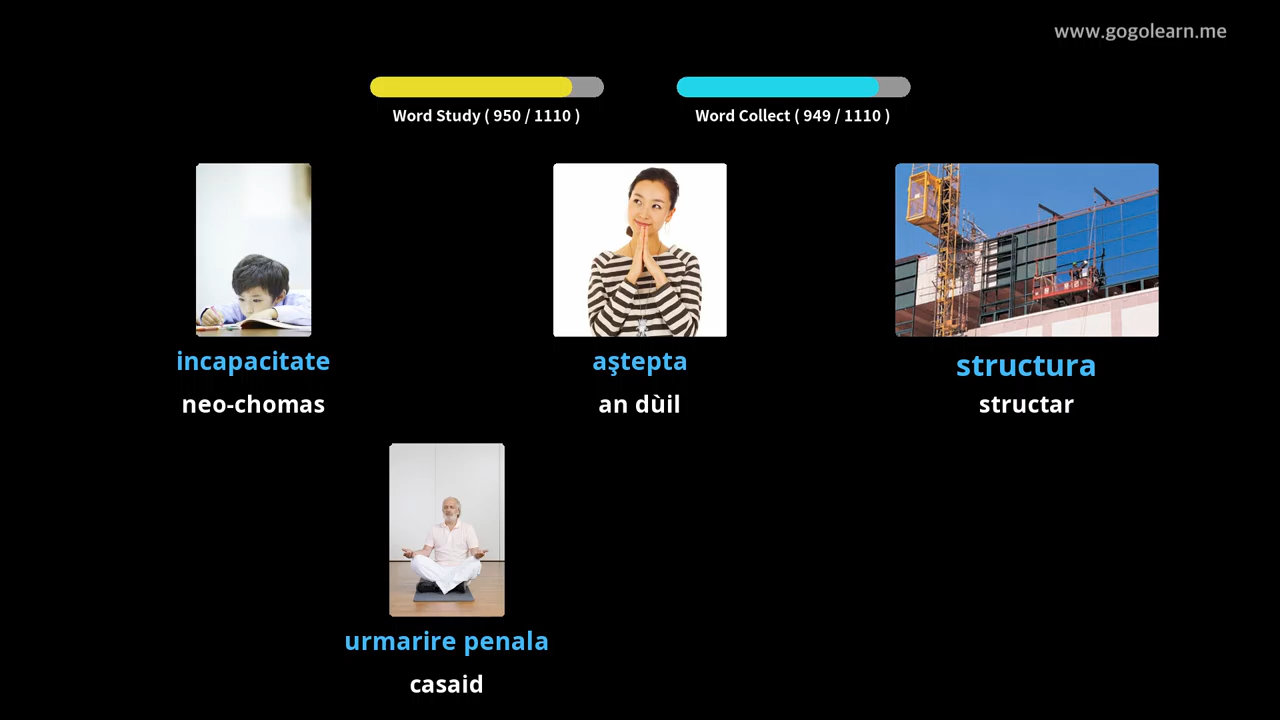 www.gogolearn.me
Word Study ( 950 / 1110 )
Word Collect ( 949 / 1110 )
incapacitate
neo-chomas
aştepta
an dùil
structura
structar
urmarire penala
casaid